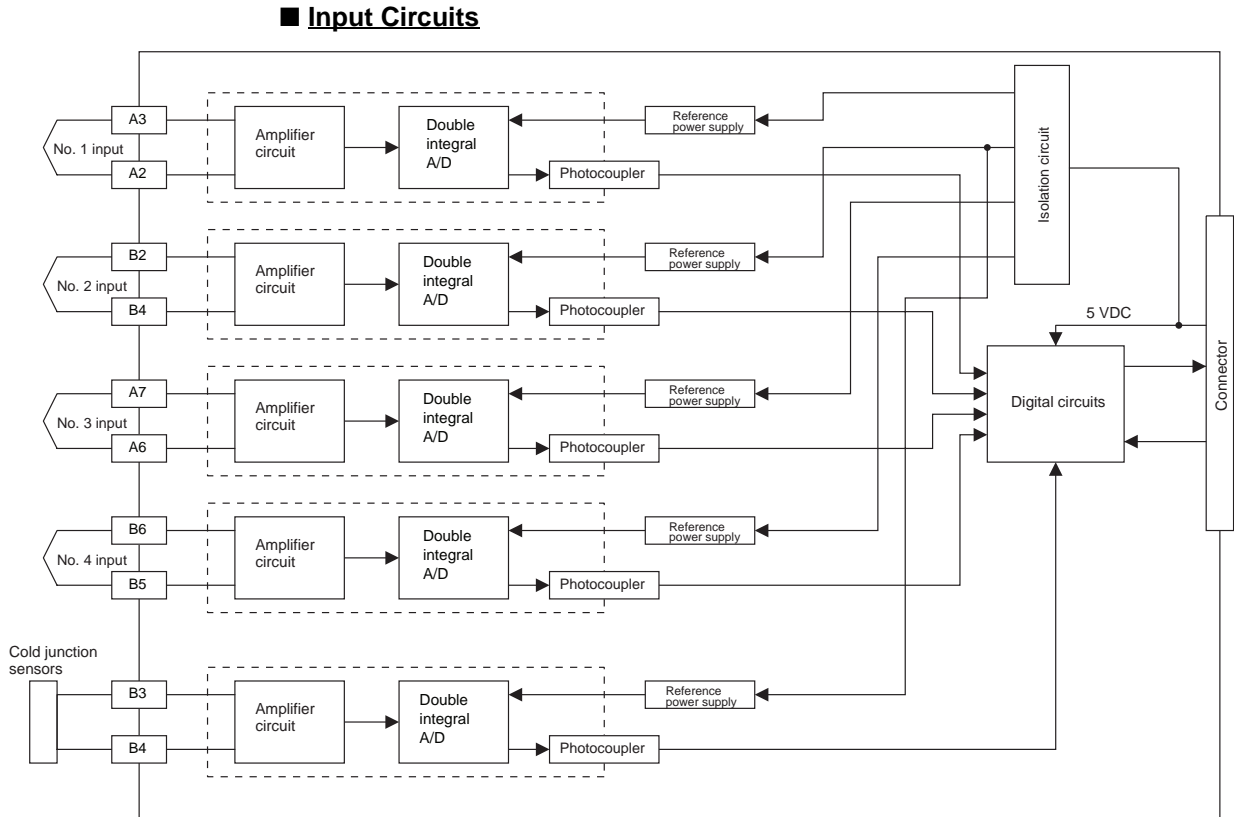 ■ Input Circuits
A3
No. 1 input
A2
Amplifier
circuit
Double
integral
A/D
Reference
power supply
Photocoupler
Isolation circuit
B2
No. 2 input
B4
Amplifier
circuit
Double
integral
A/D
Reference
power supply
Photocoupler
5 VDC
Connector
A7
No. 3 input
A6
Amplifier
circuit
Double
integral
A/D
Reference
power supply
Photocoupler
Digital circuits
B6
No. 4 input
B5
Amplifier
circuit
Double
integral
A/D
Reference
power supply
Photocoupler
Cold junction
sensors
B3
B4
Amplifier
circuit
Double
integral
A/D
Reference
power supply
Photocoupler